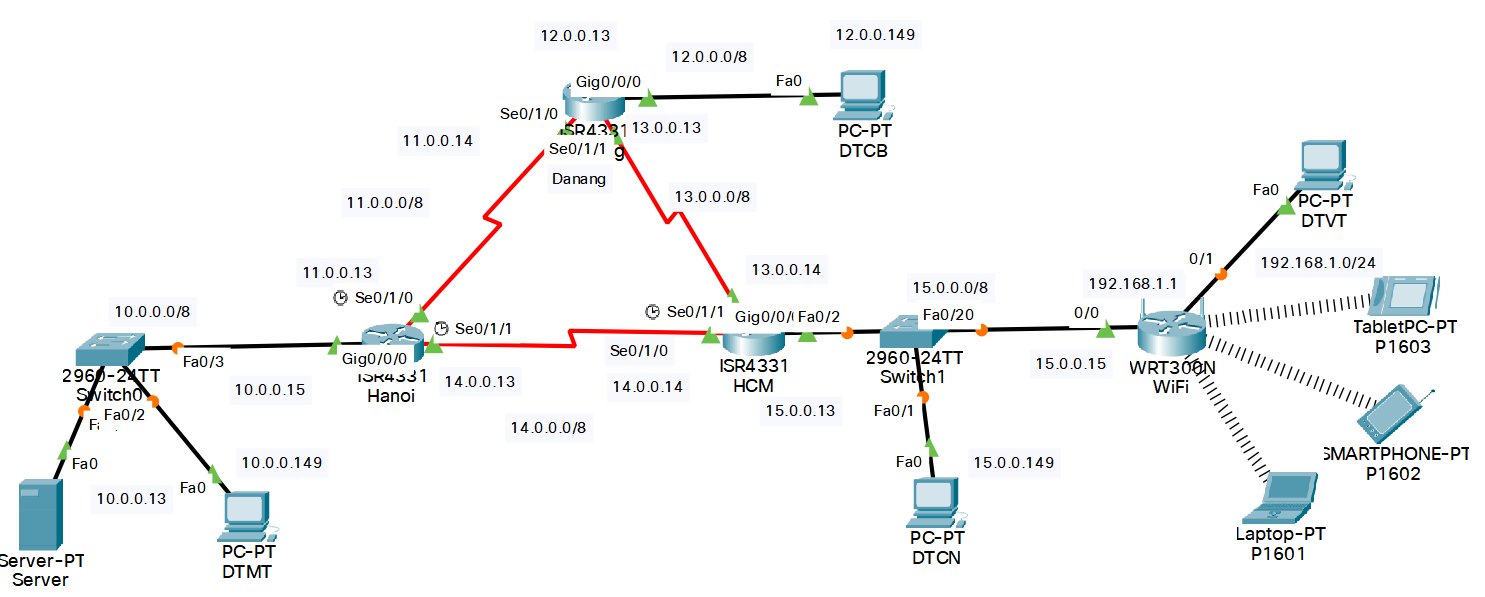 12.0.0.13
12.0.0.149
12.0.0.0/8
Gig0/0/0
Fa0
Se0/1/0
ISR4331
13.0.0.13
PC-PT
DTCB
11.0.0.14
Se0/1/1
g
Danang
Fa0
PC-PT
DTVT
11.0.0.0/8
13.0.0.0/8
11.0.0.13
Se0/1/0
13.0.0.14
0/1
192.168.1.0/24
192.168.1.1
15.0.0.0/8
10.0.0.0/8
Se0/1/1
Se0/1/1
Gig0/0/
Fa0/2
Fa0/20
0/0
TabletPC-PT
P1603
Fa0/3
Gig0/0/0
Se0/1/0
15.0.0.15
2960-24TT
Switch0
ISR4331
Hanoi
14.0.0.13
14.0.0.14
ISR4331
HCM
2960-24TT
Switch1
WRT300N
WiFi
10.0.0.15
Fa0/2
15.0.0.13
Fa0/1
14.0.0.0/8
SMARTPHONE-PT
P1602
Fa0
10.0.0.149
Fa0
15.0.0.149
10.0.0.13
Fa0
Server-PT
Server
PC-PT
DTMT
PC-PT
DTCN
Laptop-PT
P1601